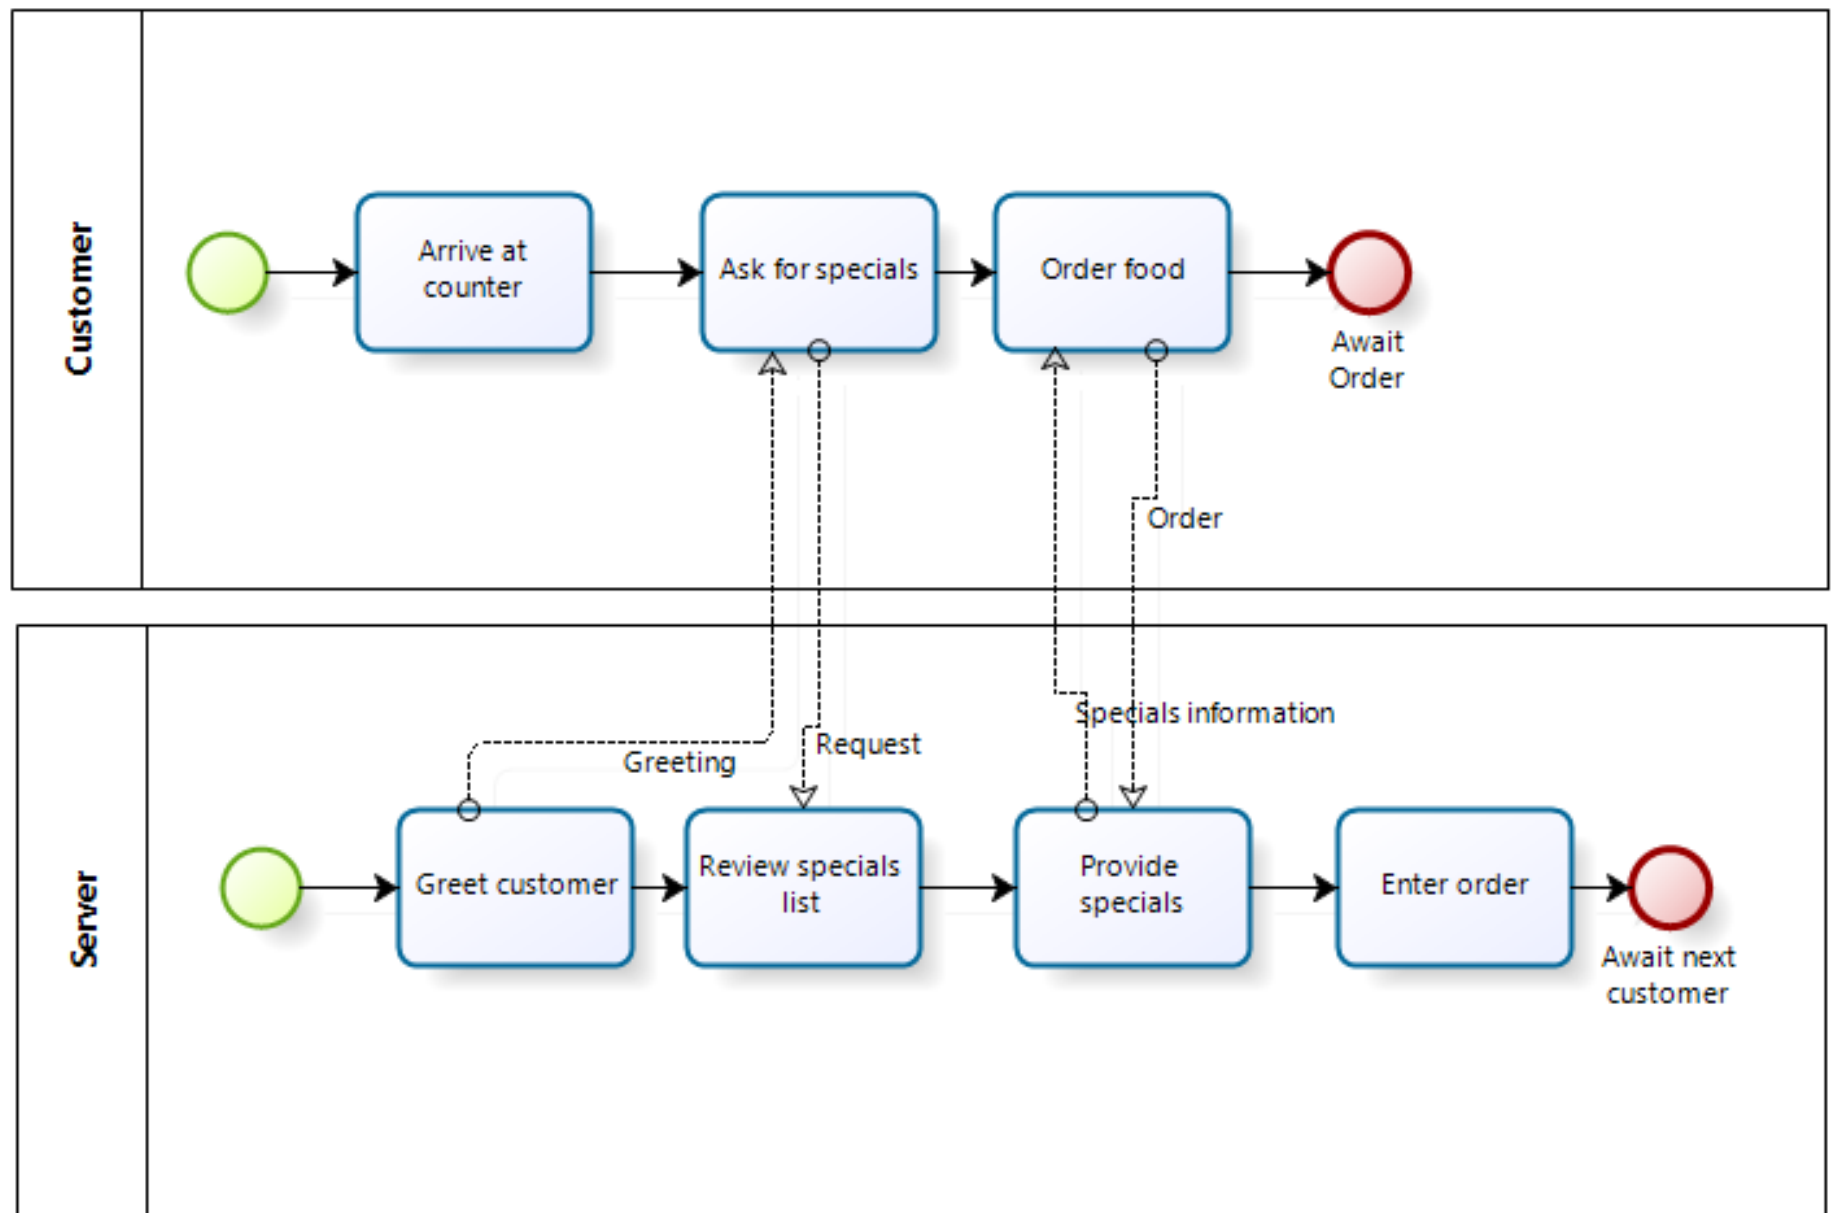 Customer
Arrive at
counter
Ask for specials
Order food
Await
Order
Order
Specials information
Request
Greeting
Server
Greet customer
Review specials
list
Provide
specials
Enter order
Await next
customer